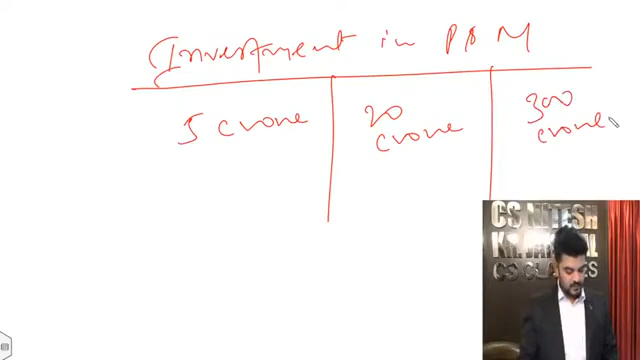 Investment in P & M
5 crore
20
crore
300
crore
CS NITESH
CS CLASSES